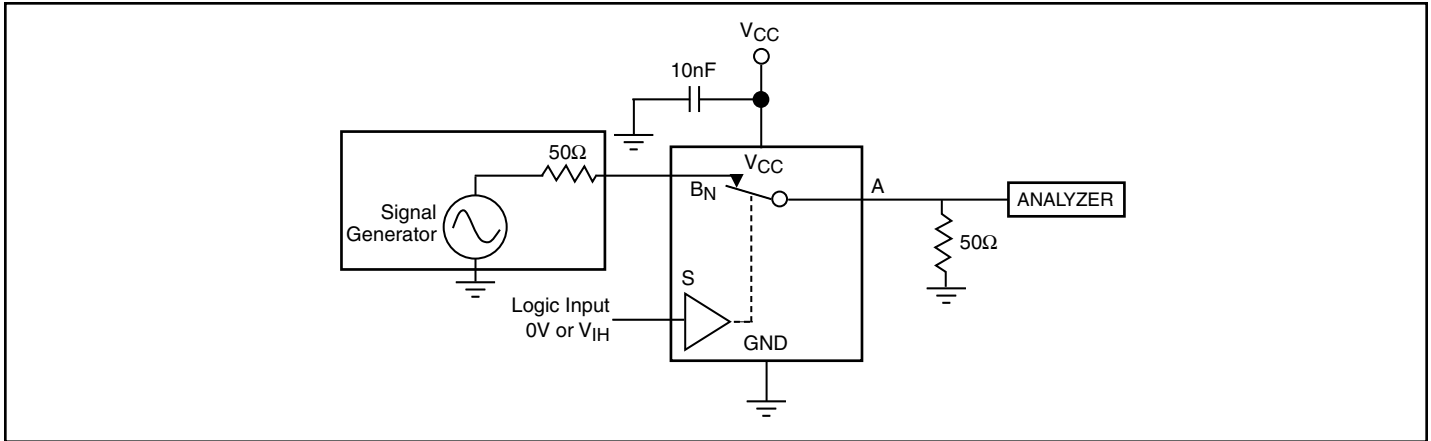 VCC
10nF
50Ω
VCC
BN
A
ANALYZER
Signal
Generator
50Ω
S
Logic Input
0V or VIH
GND